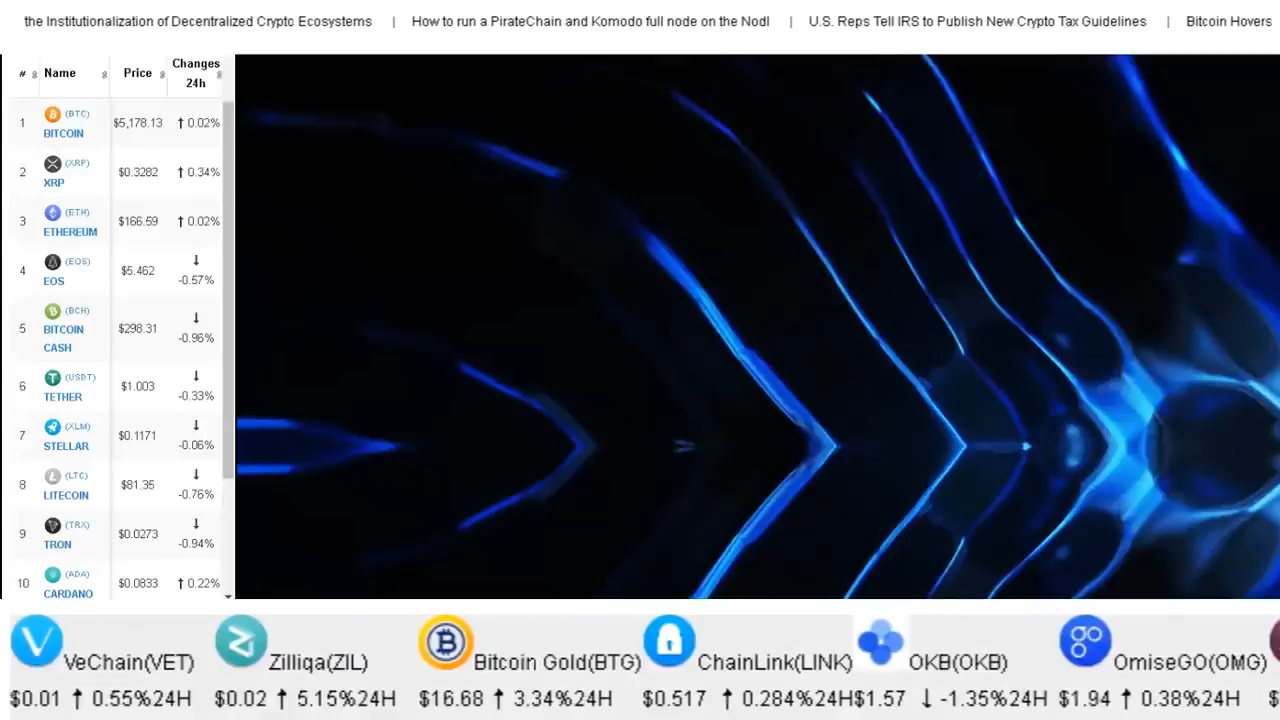 the Institutionalization of Decentralized Crypto Ecosystems | How to run a PirateChain and Komodo full node on the Nodl | U.S. Reps Tell IRS to Publish New Crypto Tax Guidelines | Bitcoin Hovers
# Name Price Changes 24h
1 (BTC) BITCOIN $5,178.13 ↑ 0.02%
2 (XRP) XRP $0.3282 ↑ 0.34%
3 (ETH) ETHEREUM $166.59 ↑ 0.02%
4 (EOS) EOS $5.462 ↓ -0.57%
5 (BCH) BITCOIN CASH $298.31 ↓ -0.96%
6 (USDT) TETHER $1.003 ↓ -0.33%
7 (XLM) STELLAR $0.1171 ↓ -0.06%
8 (LTC) LITECOIN $81.35 ↓ -0.76%
9 (TRX) TRON $0.0273 ↓ -0.94%
10 (ADA) CARDANO $0.0833 ↑ 0.22%
VeChain(VET) Zilliqa(ZIL) Bitcoin Gold(BTG) ChainLink(LINK) OKB(OKB) OmiseGO(OMG)
$0.01 ↑ 0.55%24H $0.02 ↑ 5.15%24H $16.68 ↑ 3.34%24H $0.517 ↑ 0.284%24H $1.57 ↓ -1.35%24H $1.94 ↑ 0.38%24H $